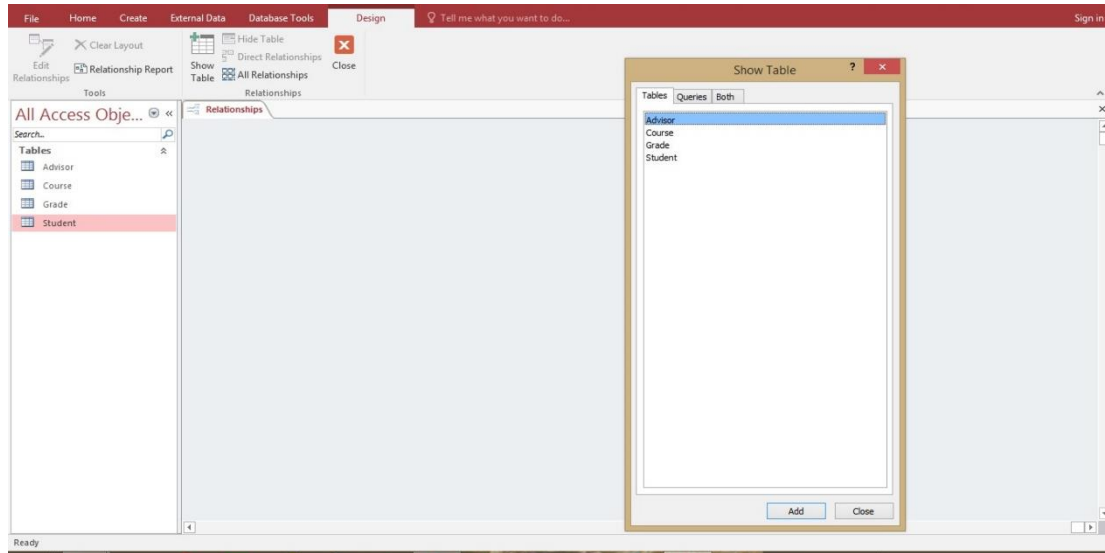 File Home Create External Data Database Tools Design Tell me what you want to do... Sign in
Edit Relationships
Clear Layout
Relationship Report
Tools
Show Table
Hide Table
Direct Relationships
All Relationships
Relationships
Close
All Access Obje... «
Search..
Tables
Advisor
Course
Grade
Student
Relationships
Show Table ? ×
Tables Queries Both
Advisor
Course
Grade
Student
Add Close
Ready